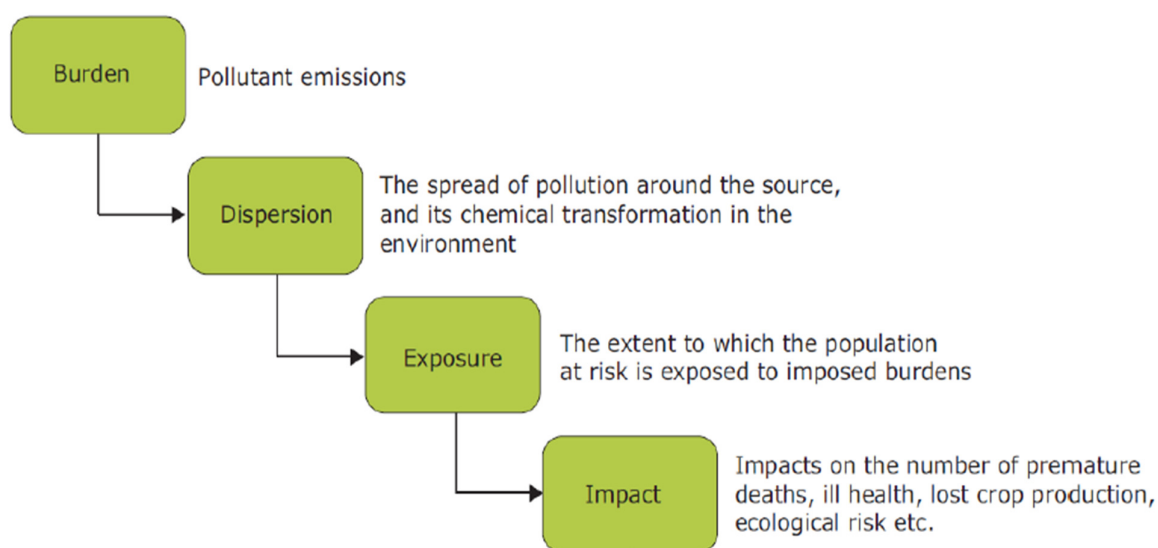 Burden
Pollutant emissions
Dispersion
The spread of pollution around the source,
and its chemical transformation in the
environment
Exposure
The extent to which the population
at risk is exposed to imposed burdens
Impact
Impacts on the number of premature
deaths, ill health, lost crop production,
ecological risk etc.